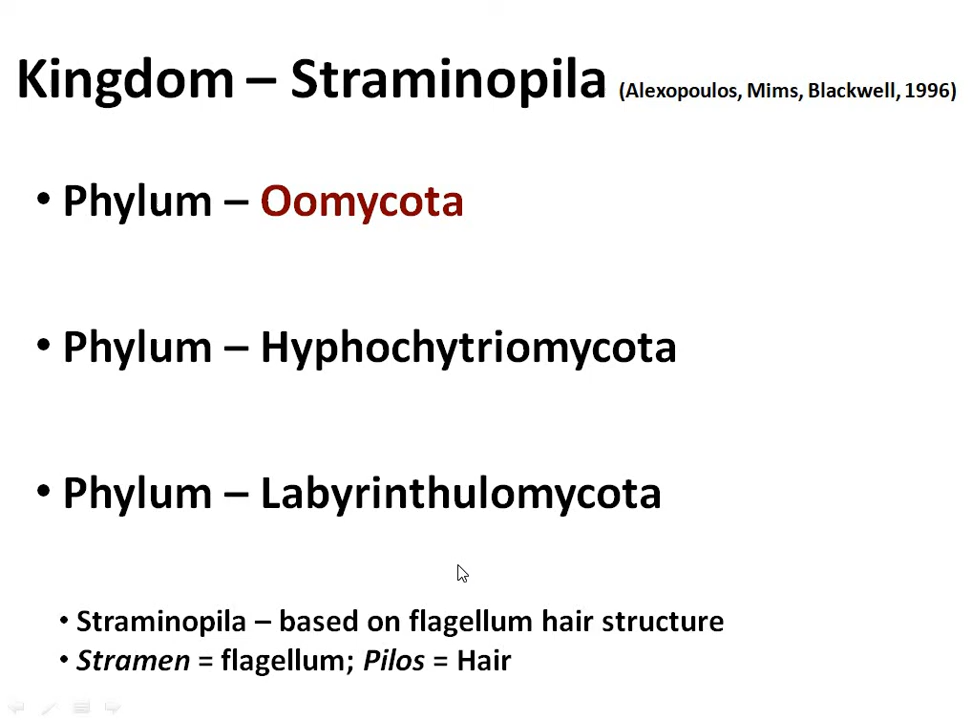 Kingdom – Straminopila (Alexopoulos, Mims, Blackwell, 1996)
• Phylum – Oomycota
• Phylum – Hyphochytriomycota
• Phylum – Labyrinthulomycota
• Straminopila – based on flagellum hair structure
• Stramen = flagellum; Pilos = Hair